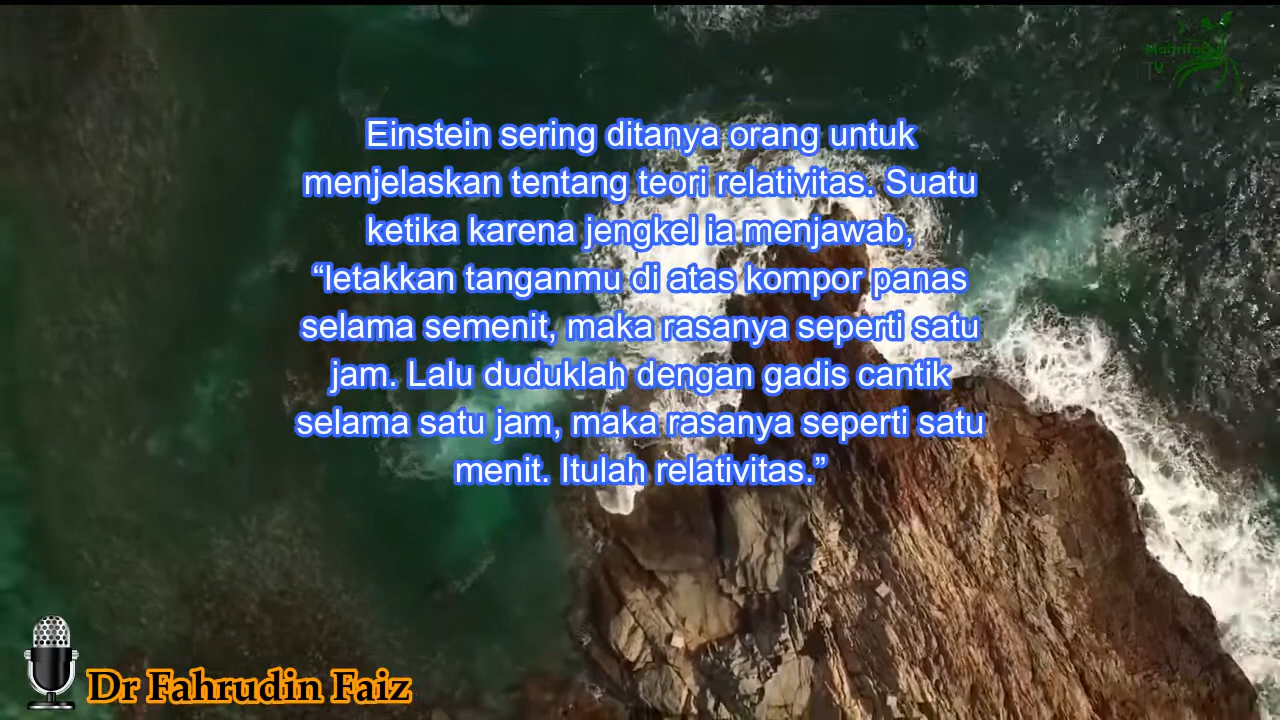 Einstein sering ditanya orang untuk
menjelaskan tentang teori relativitas. Suatu
ketika karena jengkel ia menjawab,
“letakkan tanganmu di atas kompor panas
selama semenit, maka rasanya seperti satu
jam. Lalu duduklah dengan gadis cantik
selama satu jam, maka rasanya seperti satu
menit. Itulah relativitas.”
Dr Fahrudin Faiz